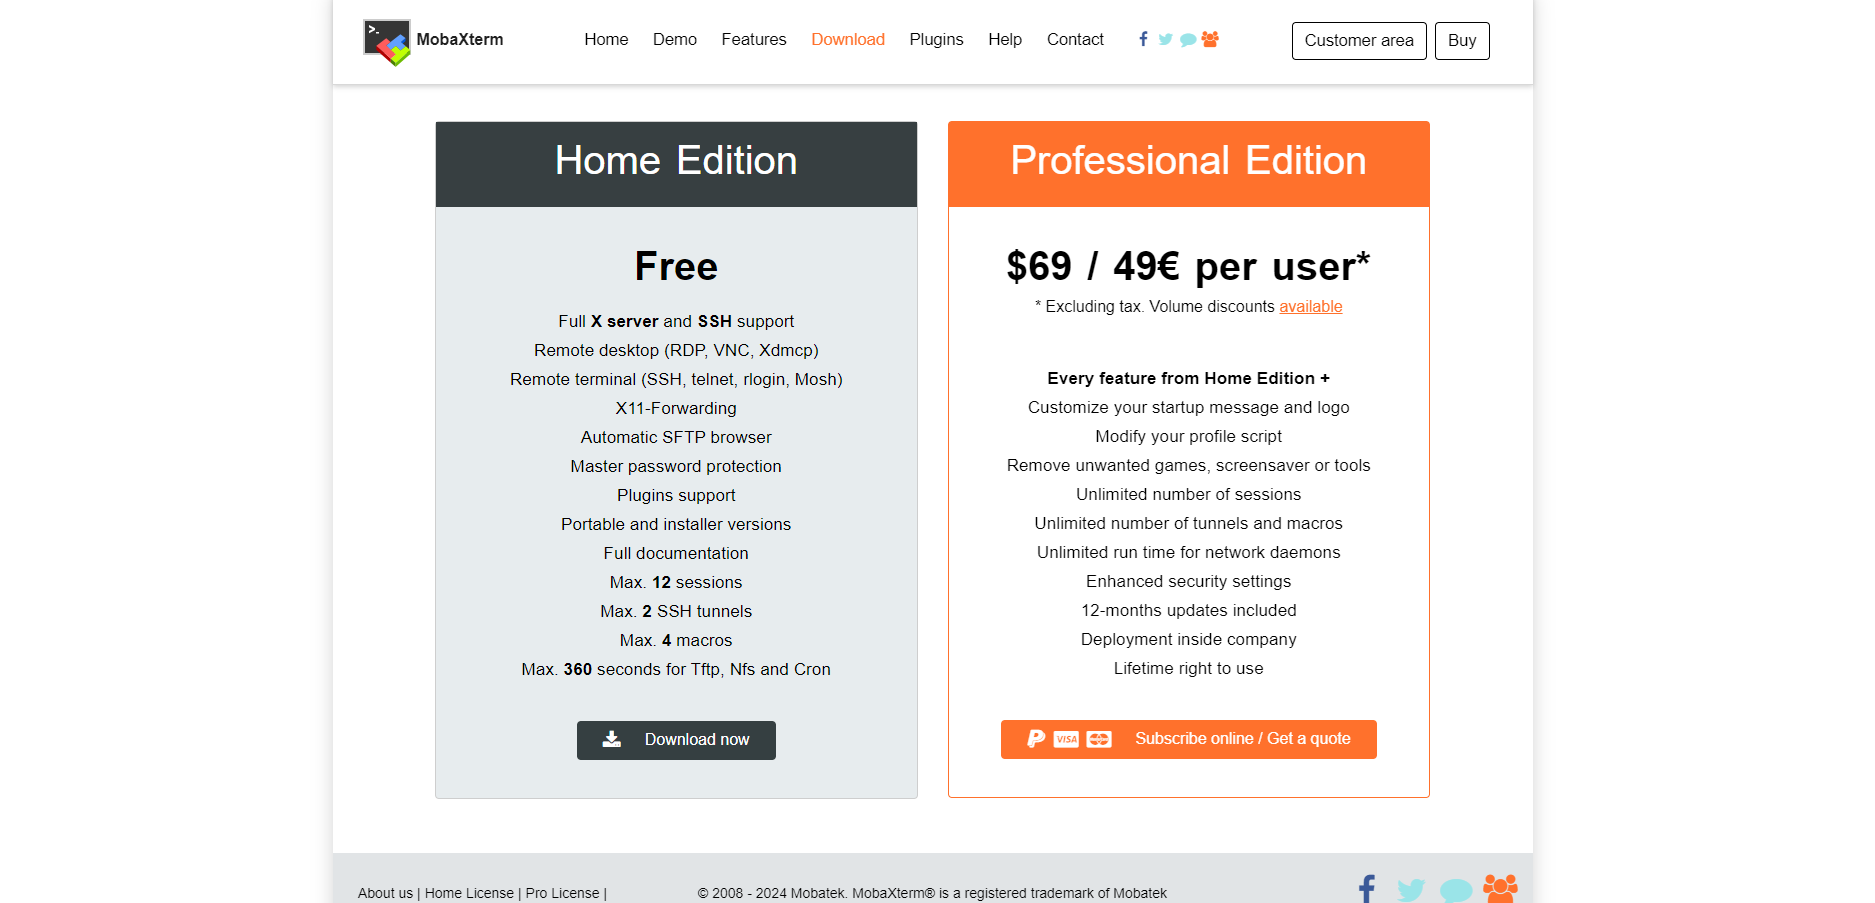 MobaXterm
Home Demo Features Download Plugins Help Contact
Customer area
Buy
Home Edition
Free
Full X server and SSH support
Remote desktop (RDP, VNC, Xdmcp)
Remote terminal (SSH, telnet, rlogin, Mosh)
X11-Forwarding
Automatic SFTP browser
Master password protection
Plugins support
Portable and installer versions
Full documentation
Max. 12 sessions
Max. 2 SSH tunnels
Max. 4 macros
Max. 360 seconds for Tftp, Nfs and Cron
Download now
Professional Edition
$69 / 49€ per user*
* Excluding tax. Volume discounts available
Every feature from Home Edition +
Customize your startup message and logo
Modify your profile script
Remove unwanted games, screensaver or tools
Unlimited number of sessions
Unlimited number of tunnels and macros
Unlimited run time for network daemons
Enhanced security settings
12-months updates included
Deployment inside company
Lifetime right to use
VISA Subscribe online / Get a quote
About us | Home License | Pro License |
© 2008 - 2024 Mobatek. MobaXterm® is a registered trademark of Mobatek